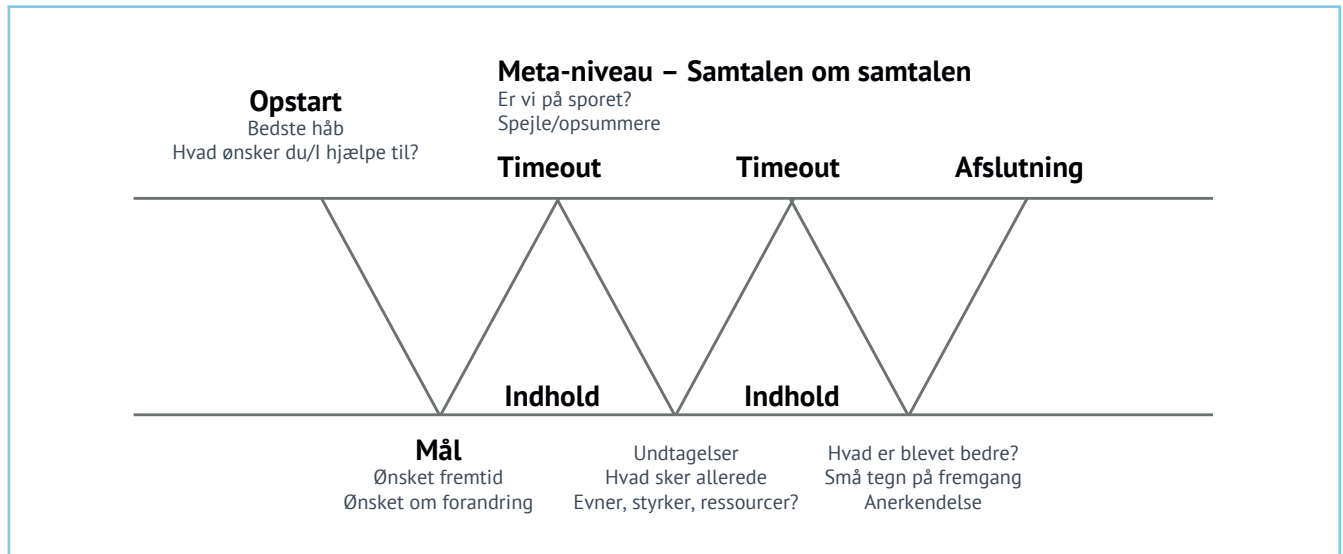 Meta-niveau – Samtalen om samtalen
Er vi på sporet?
Spejle/opsummere
Opstart
Bedste håb
Hvad ønsker du/I hjælpe til?
Timeout
Timeout
Afslutning
Indhold
Indhold
Mål
Ønsket fremtid
Ønsket om forandring
Undtagelser
Hvad sker allerede
Evner, styrker, ressourcer?
Hvad er blevet bedre?
Små tegn på fremgang
Anerkendelse